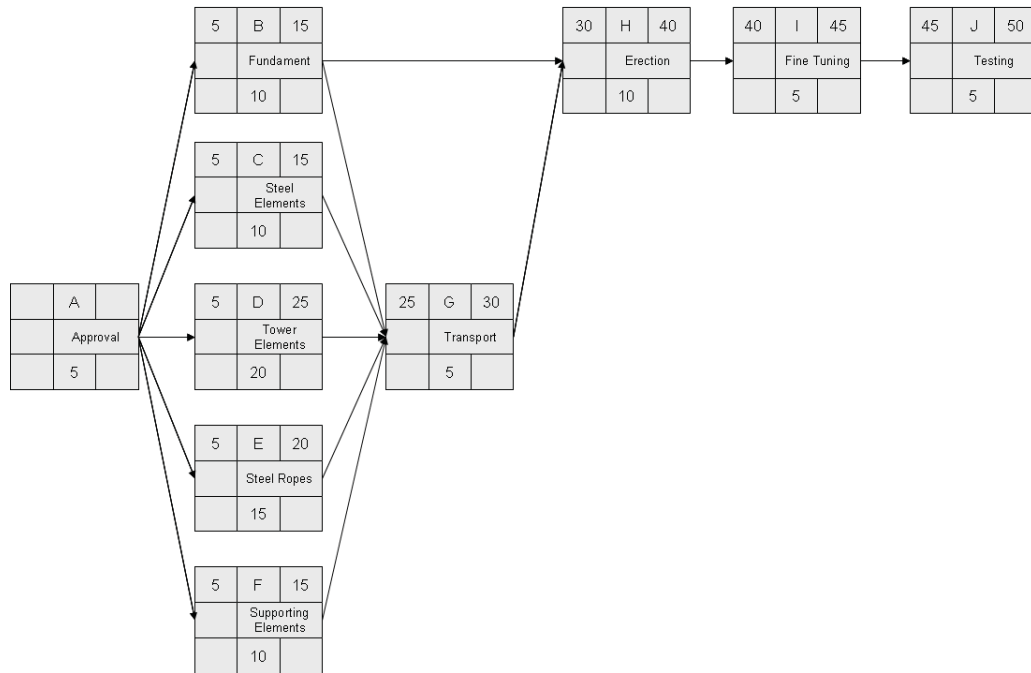 5 B 15
Fundament
10
30 H 40
Erection
10
40 I 45
Fine Tuning
5
45 J 50
Testing
5
5 C 15
Steel
Elements
10
A
Approval
5
5 D 25
Tower
Elements
20
25 G 30
Transport
5
5 E 20
Steel Ropes
15
5 F 15
Supporting
Elements
10